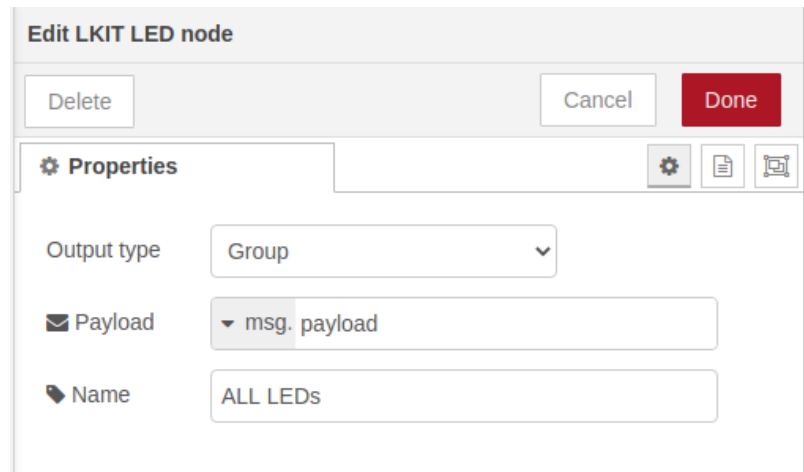 Edit LKIT LED node
Delete Cancel Done
Properties
Output type Group
Payload msg. payload
Name ALL LEDs